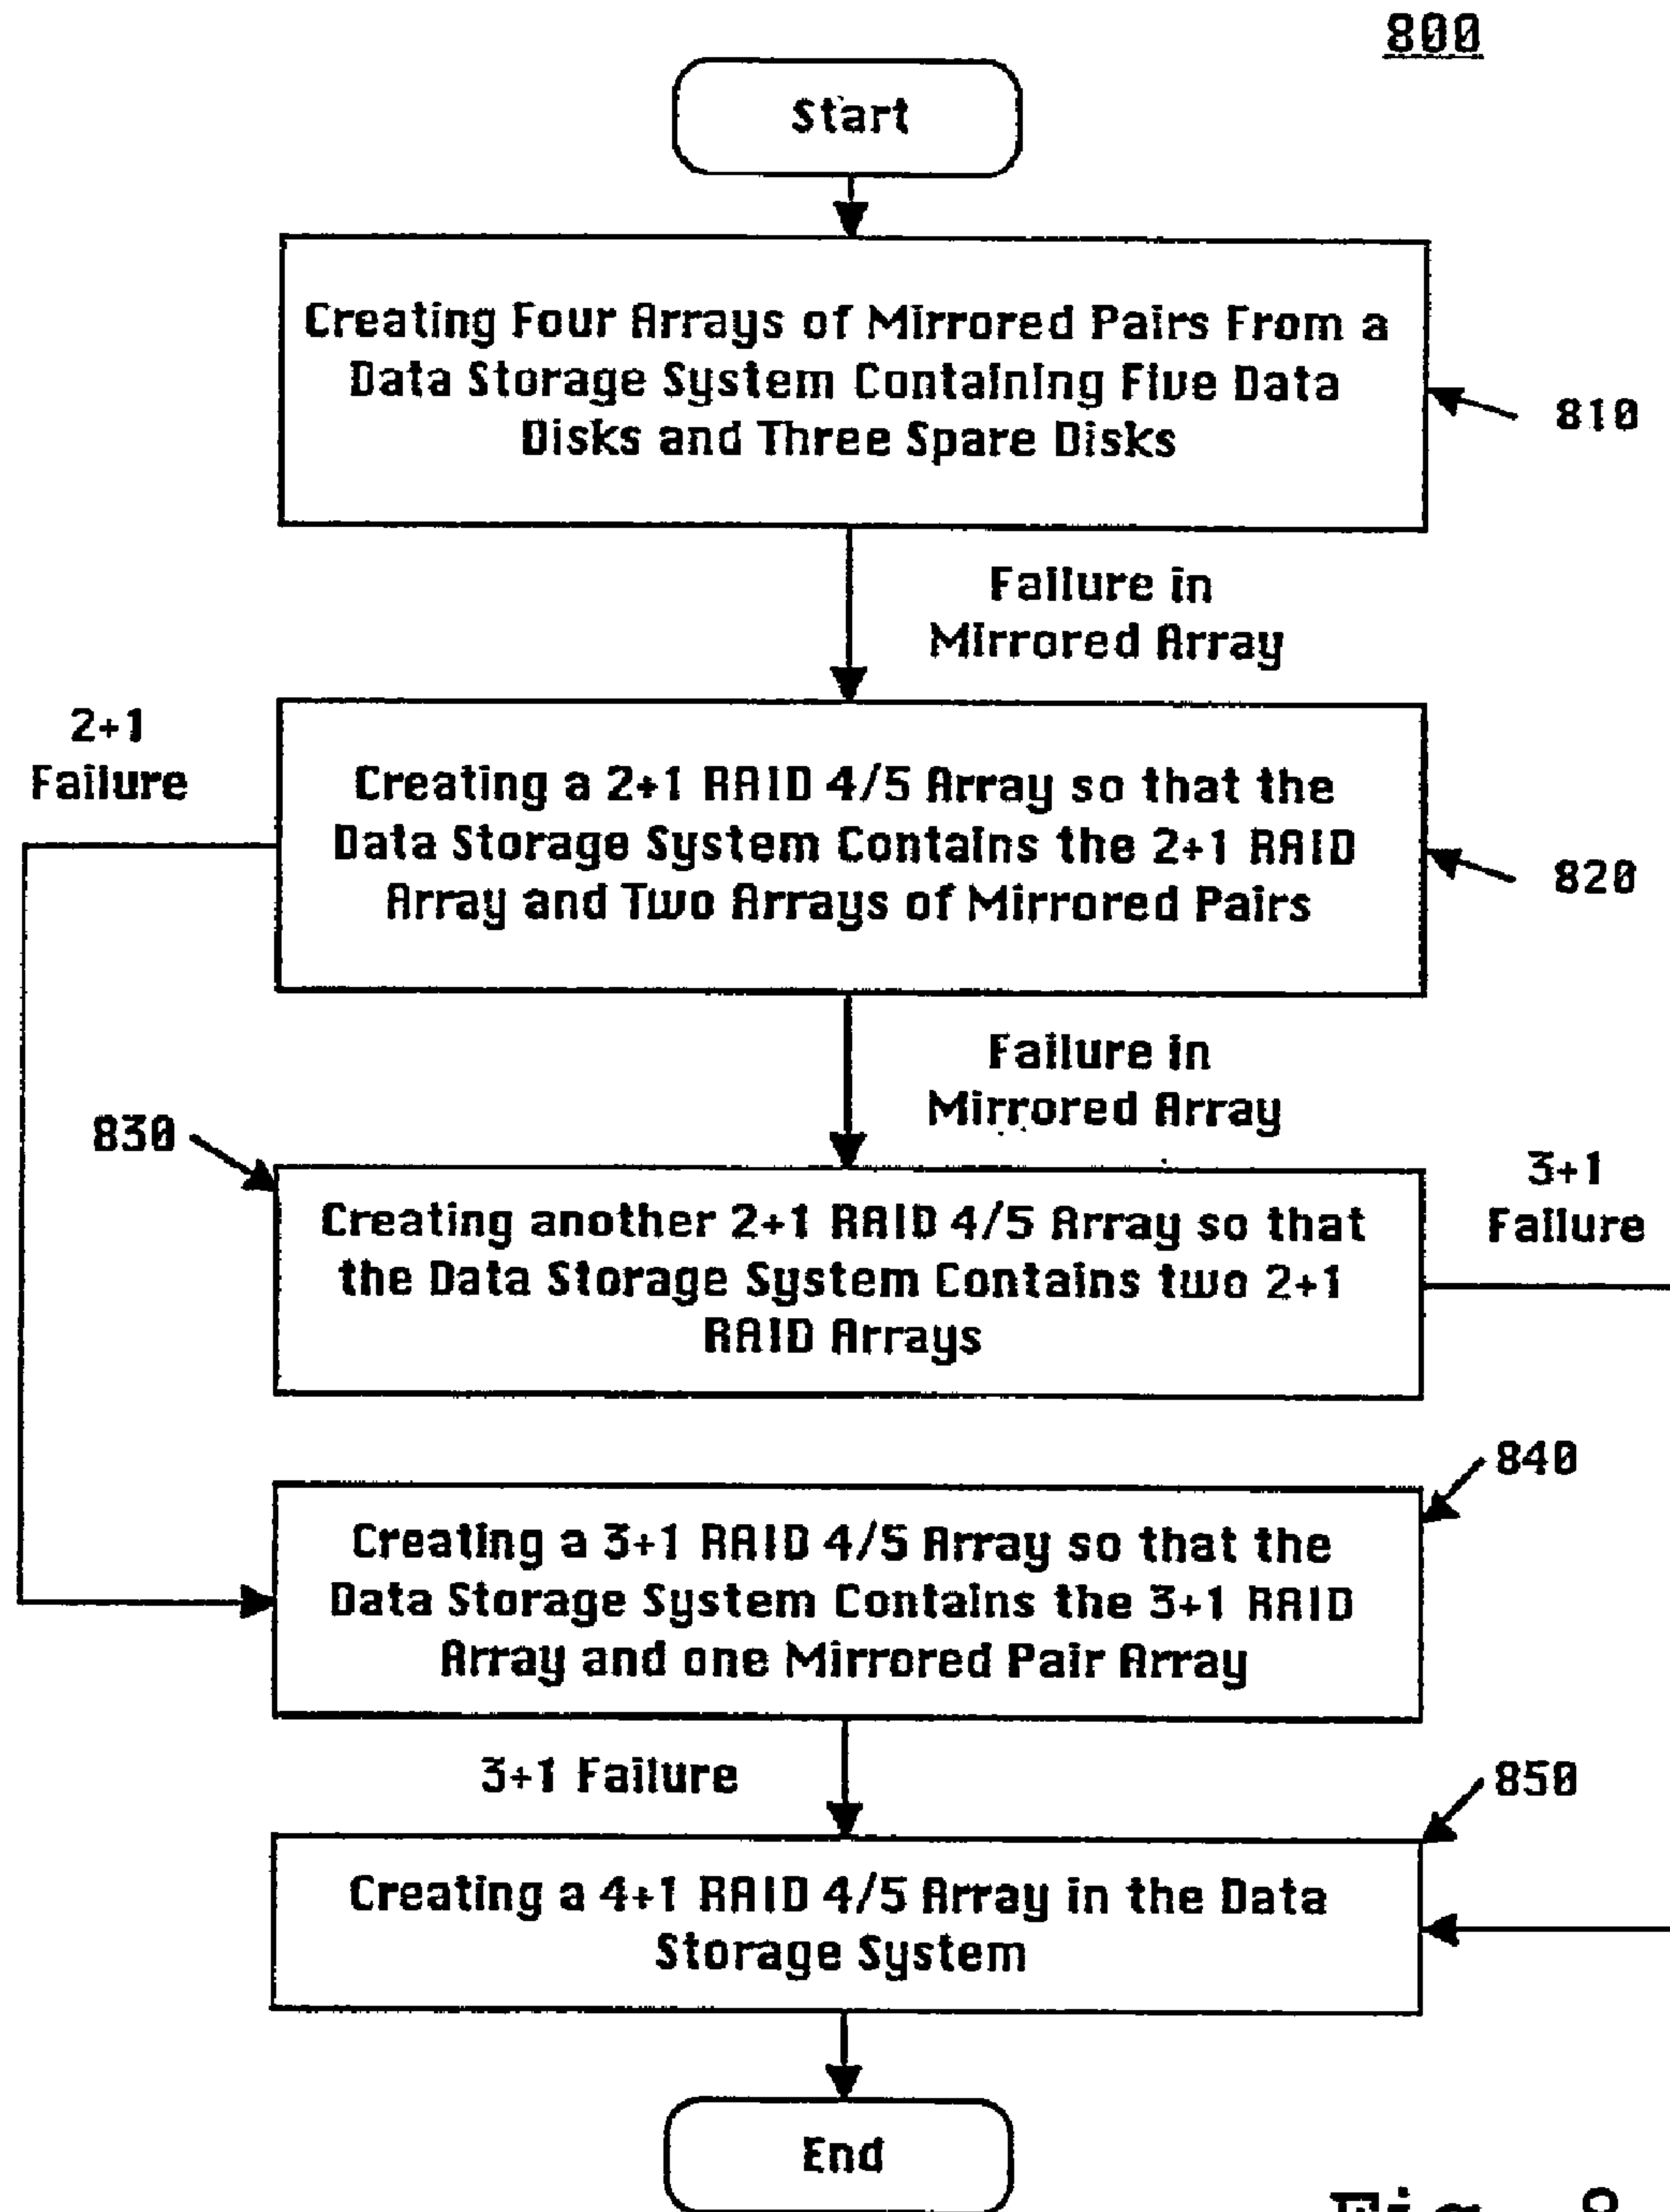 800
Start
Creating Four Arrays of Mirrored Pairs From a
Data Storage System Containing Five Data
Disks and Three Spare Disks
810
Failure in
Mirrored Array
2+1
Failure
Creating a 2+1 RAID 4/5 Array so that the
Data Storage System Contains the 2+1 RAID
Array and Two Arrays of Mirrored Pairs
820
Failure in
Mirrored Array
830
Creating another 2+1 RAID 4/5 Array so that
the Data Storage System Contains two 2+1
RAID Arrays
3+1
Failure
840
Creating a 3+1 RAID 4/5 Array so that the
Data Storage System Contains the 3+1 RAID
Array and one Mirrored Pair Array
3+1 Failure
850
Creating a 4+1 RAID 4/5 Array in the Data
Storage System
End